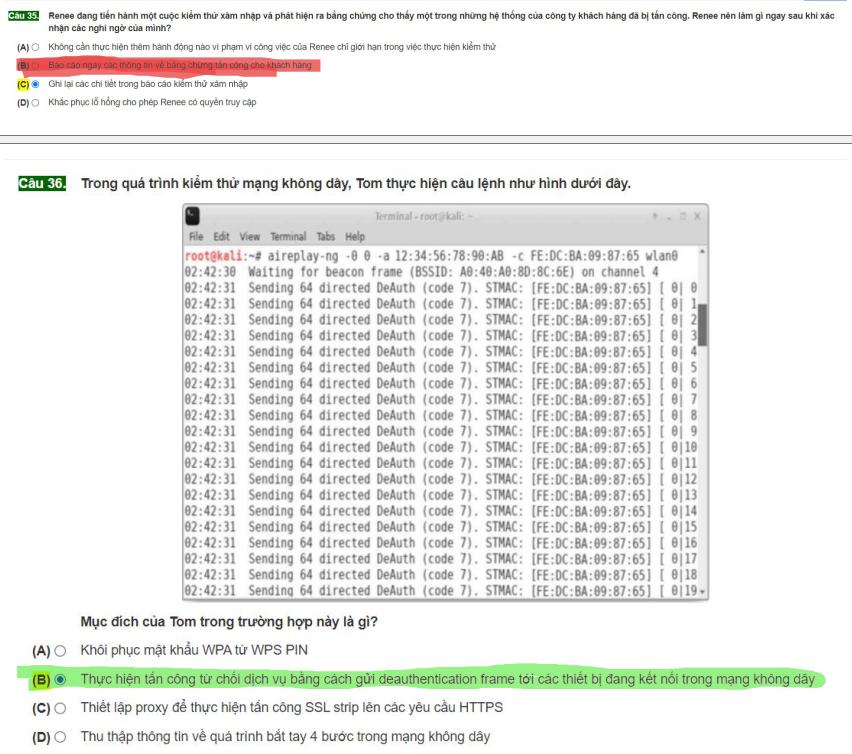 Câu 35. Renee đang tiến hành một cuộc kiểm thử xâm nhập và phát hiện ra bằng chứng cho thấy một trong những hệ thống của công ty khách hàng đã bị tấn công. Renee nên làm gì ngay sau khi xác
nhận các nghi ngờ của mình?
(A) Không cần thực hiện thêm hành động nào vì phạm vi công việc của Renee chỉ giới hạn trong việc thực hiện kiểm thử
(B) Báo cáo ngay các thông tin về bằng chứng tấn công cho khách hàng
(C) Ghi lại các chi tiết trong báo cáo kiểm thử xâm nhập
(D) Khắc phục lỗ hổng cho phép Renee có quyền truy cập
Câu 36. Trong quá trình kiểm thử mạng không dây, Tom thực hiện câu lệnh như hình dưới đây.
Terminal - root@kali: ~
File Edit View Terminal Tabs Help
root@kali:~# aireplay-ng -0 0 -a 12:34:56:78:90:AB -c FE:DC:BA:09:87:65 wlan0
02:42:30 Waiting for beacon frame (BSSID: A0:40:A0:8D:8C:6E) on channel 4
02:42:31 Sending 64 directed DeAuth (code 7). STMAC: [FE:DC:BA:09:87:65] [ 0| 0
02:42:31 Sending 64 directed DeAuth (code 7). STMAC: [FE:DC:BA:09:87:65] [ 0| 1
02:42:31 Sending 64 directed DeAuth (code 7). STMAC: [FE:DC:BA:09:87:65] [ 0| 2
02:42:31 Sending 64 directed DeAuth (code 7). STMAC: [FE:DC:BA:09:87:65] [ 0| 3
02:42:31 Sending 64 directed DeAuth (code 7). STMAC: [FE:DC:BA:09:87:65] [ 0| 4
02:42:31 Sending 64 directed DeAuth (code 7). STMAC: [FE:DC:BA:09:87:65] [ 0| 5
02:42:31 Sending 64 directed DeAuth (code 7). STMAC: [FE:DC:BA:09:87:65] [ 0| 6
02:42:31 Sending 64 directed DeAuth (code 7). STMAC: [FE:DC:BA:09:87:65] [ 0| 7
02:42:31 Sending 64 directed DeAuth (code 7). STMAC: [FE:DC:BA:09:87:65] [ 0| 8
02:42:31 Sending 64 directed DeAuth (code 7). STMAC: [FE:DC:BA:09:87:65] [ 0| 9
02:42:31 Sending 64 directed DeAuth (code 7). STMAC: [FE:DC:BA:09:87:65] [ 0|10
02:42:31 Sending 64 directed DeAuth (code 7). STMAC: [FE:DC:BA:09:87:65] [ 0|11
02:42:31 Sending 64 directed DeAuth (code 7). STMAC: [FE:DC:BA:09:87:65] [ 0|12
02:42:31 Sending 64 directed DeAuth (code 7). STMAC: [FE:DC:BA:09:87:65] [ 0|13
02:42:31 Sending 64 directed DeAuth (code 7). STMAC: [FE:DC:BA:09:87:65] [ 0|14
02:42:31 Sending 64 directed DeAuth (code 7). STMAC: [FE:DC:BA:09:87:65] [ 0|15
02:42:31 Sending 64 directed DeAuth (code 7). STMAC: [FE:DC:BA:09:87:65] [ 0|16
02:42:31 Sending 64 directed DeAuth (code 7). STMAC: [FE:DC:BA:09:87:65] [ 0|17
02:42:31 Sending 64 directed DeAuth (code 7). STMAC: [FE:DC:BA:09:87:65] [ 0|18
02:42:31 Sending 64 directed DeAuth (code 7). STMAC: [FE:DC:BA:09:87:65] [ 0|19
Mục đích của Tom trong trường hợp này là gì?
(A) Khôi phục mật khẩu WPA từ WPS PIN
(B) Thực hiện tấn công từ chối dịch vụ bằng cách gửi deauthentication frame tới các thiết bị đang kết nối trong mạng không dây
(C) Thiết lập proxy để thực hiện tấn công SSL strip lên các yêu cầu HTTPS
(D) Thu thập thông tin về quá trình bắt tay 4 bước trong mạng không dây